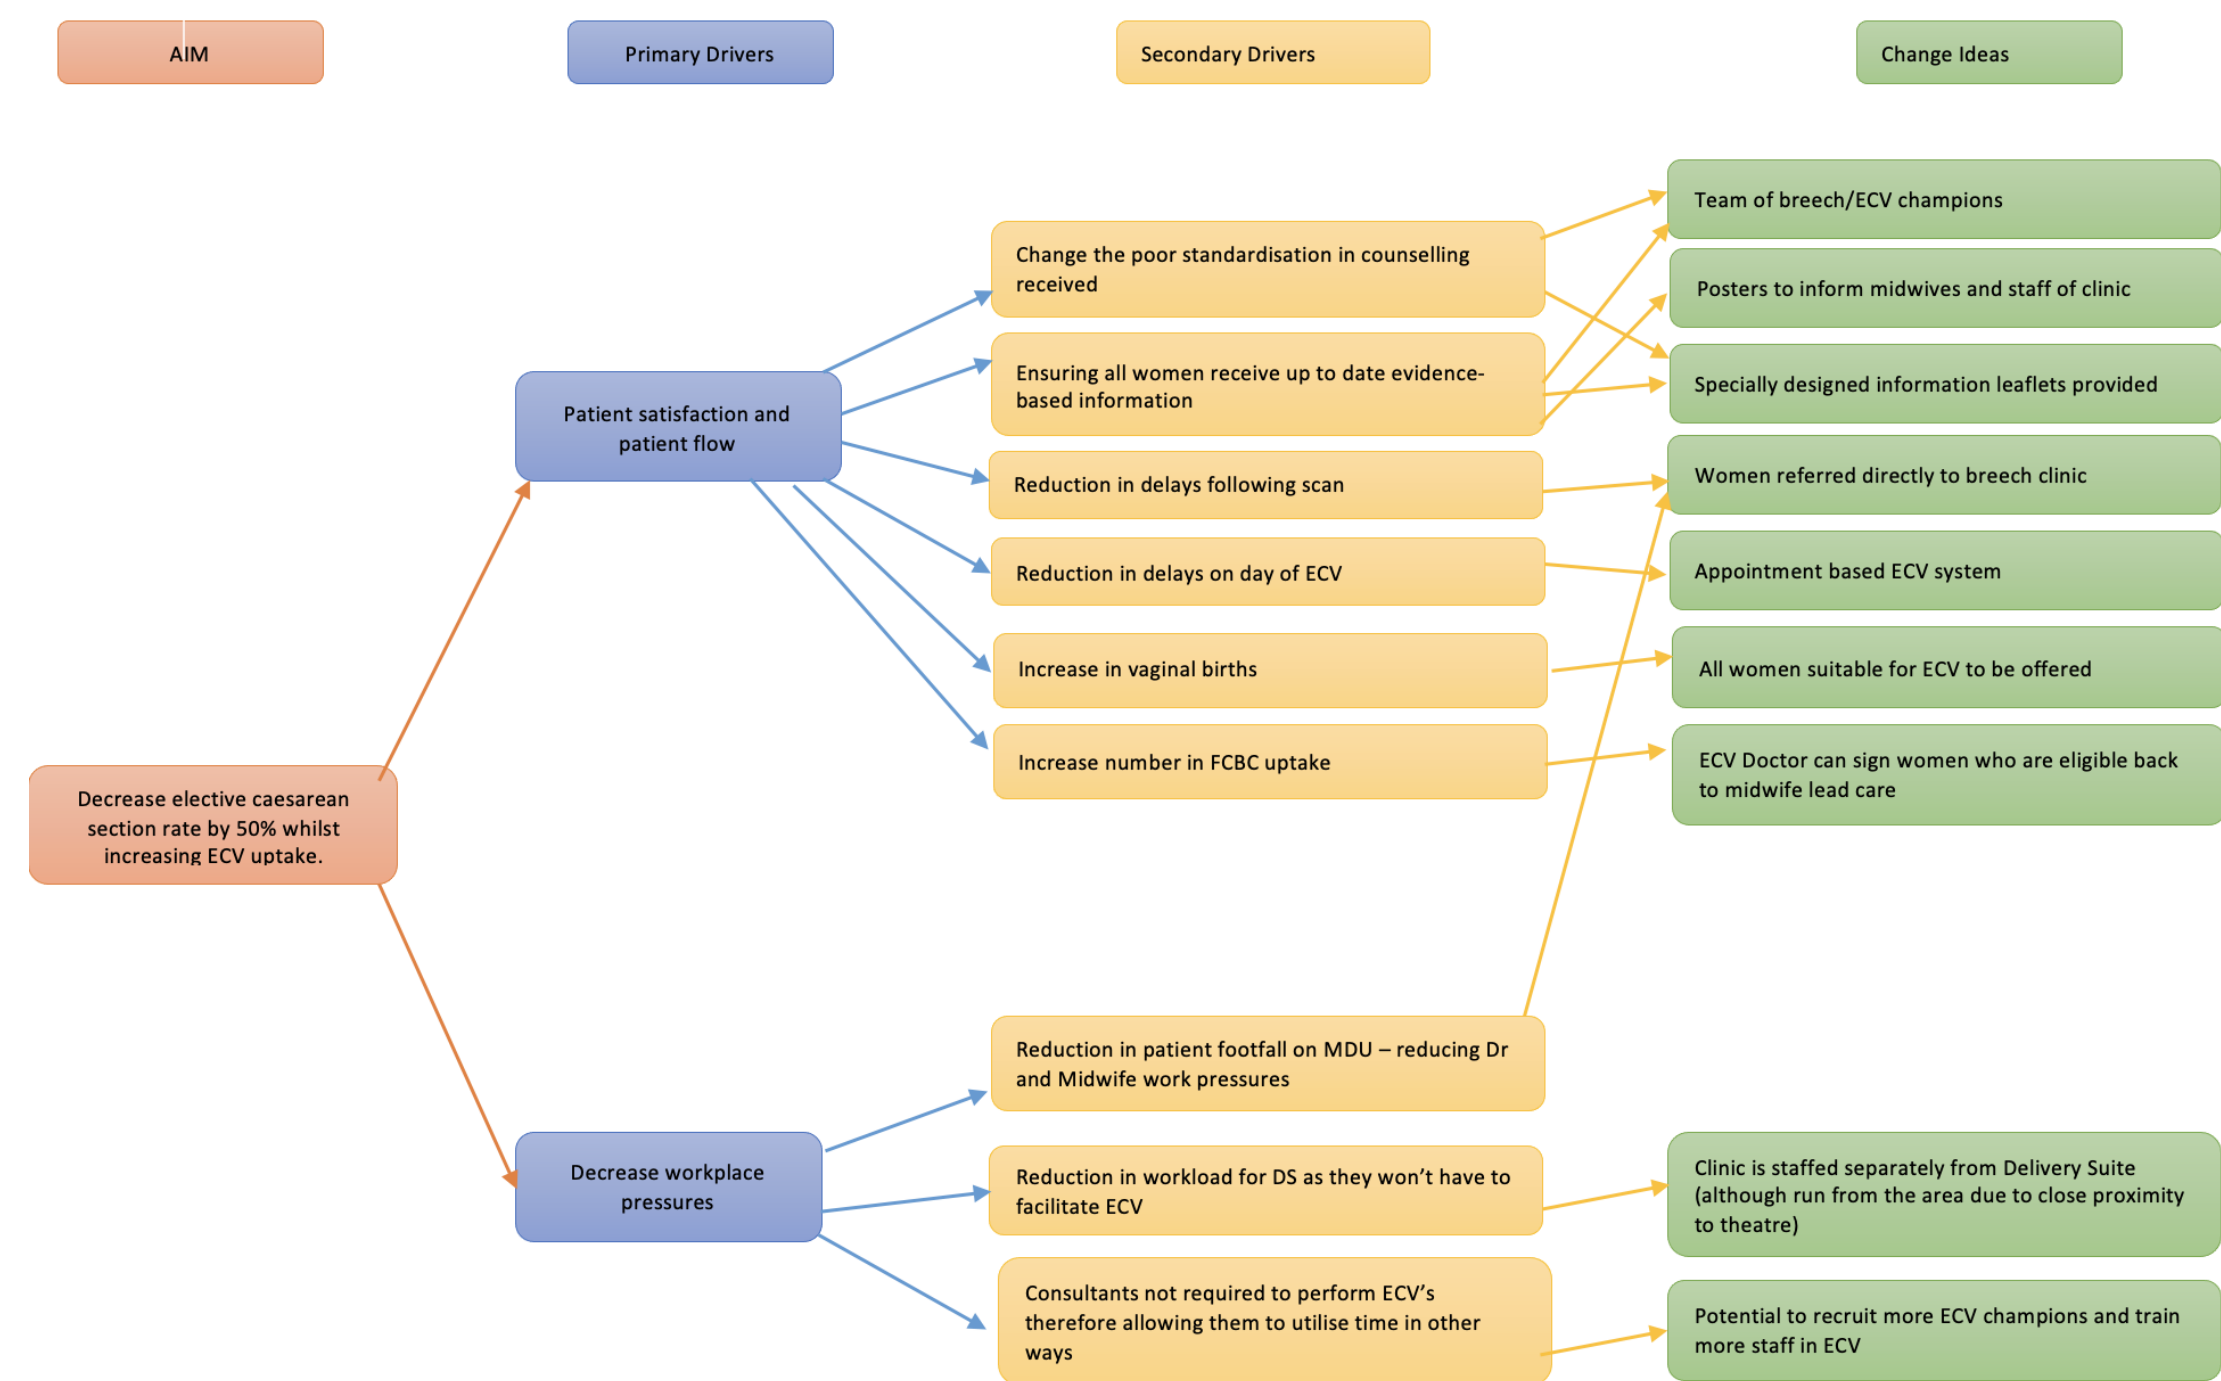 AIM
Primary Drivers
Secondary Drivers
Change Ideas
Decrease elective caesarean
section rate by 50% whilst
increasing ECV uptake.
Patient satisfaction and
patient flow
Decrease workplace
pressures
Change the poor standardisation in counselling
received
Ensuring all women receive up to date evidence-
based information
Reduction in delays following scan
Reduction in delays on day of ECV
Increase in vaginal births
Increase number in FCBC uptake
Reduction in patient footfall on MDU – reducing Dr
and Midwife work pressures
Reduction in workload for DS as they won’t have to
facilitate ECV
Consultants not required to perform ECV’s
therefore allowing them to utilise time in other
ways
Team of breech/ECV champions
Posters to inform midwives and staff of clinic
Specially designed information leaflets provided
Women referred directly to breech clinic
Appointment based ECV system
All women suitable for ECV to be offered
ECV Doctor can sign women who are eligible back
to midwife lead care
Clinic is staffed separately from Delivery Suite
(although run from the area due to close proximity
to theatre)
Potential to recruit more ECV champions and train
more staff in ECV